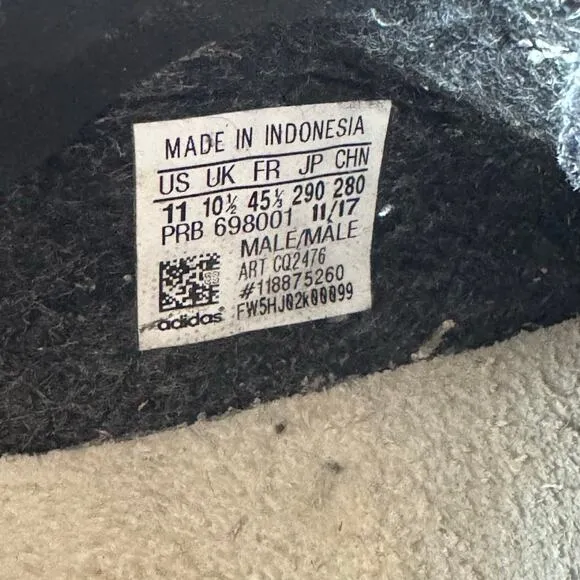 MADE IN INDONESIA
US UK FR JP CHN
11 10½ 45⅓ 290 280
PRB 698001 11/17
MALE/MÂLE
ART CQ2476
#118875260
FW5HJ02k00099
adidas